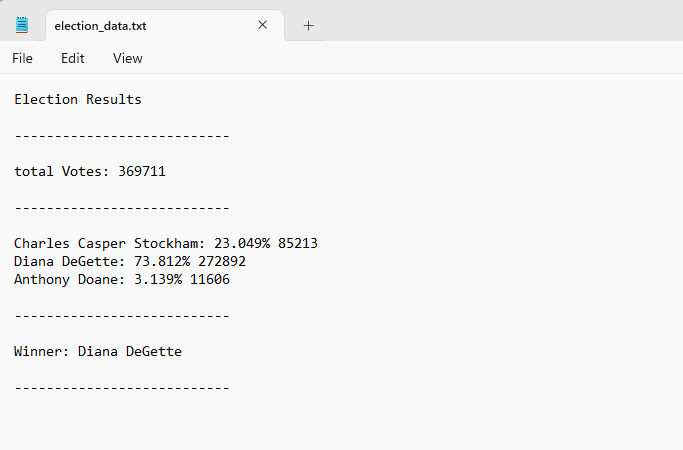 election_data.txt
File Edit View
Election Results
---------------------------
total Votes: 369711
---------------------------
Charles Casper Stockham: 23.049% 85213
Diana DeGette: 73.812% 272892
Anthony Doane: 3.139% 11606
---------------------------
Winner: Diana DeGette
---------------------------